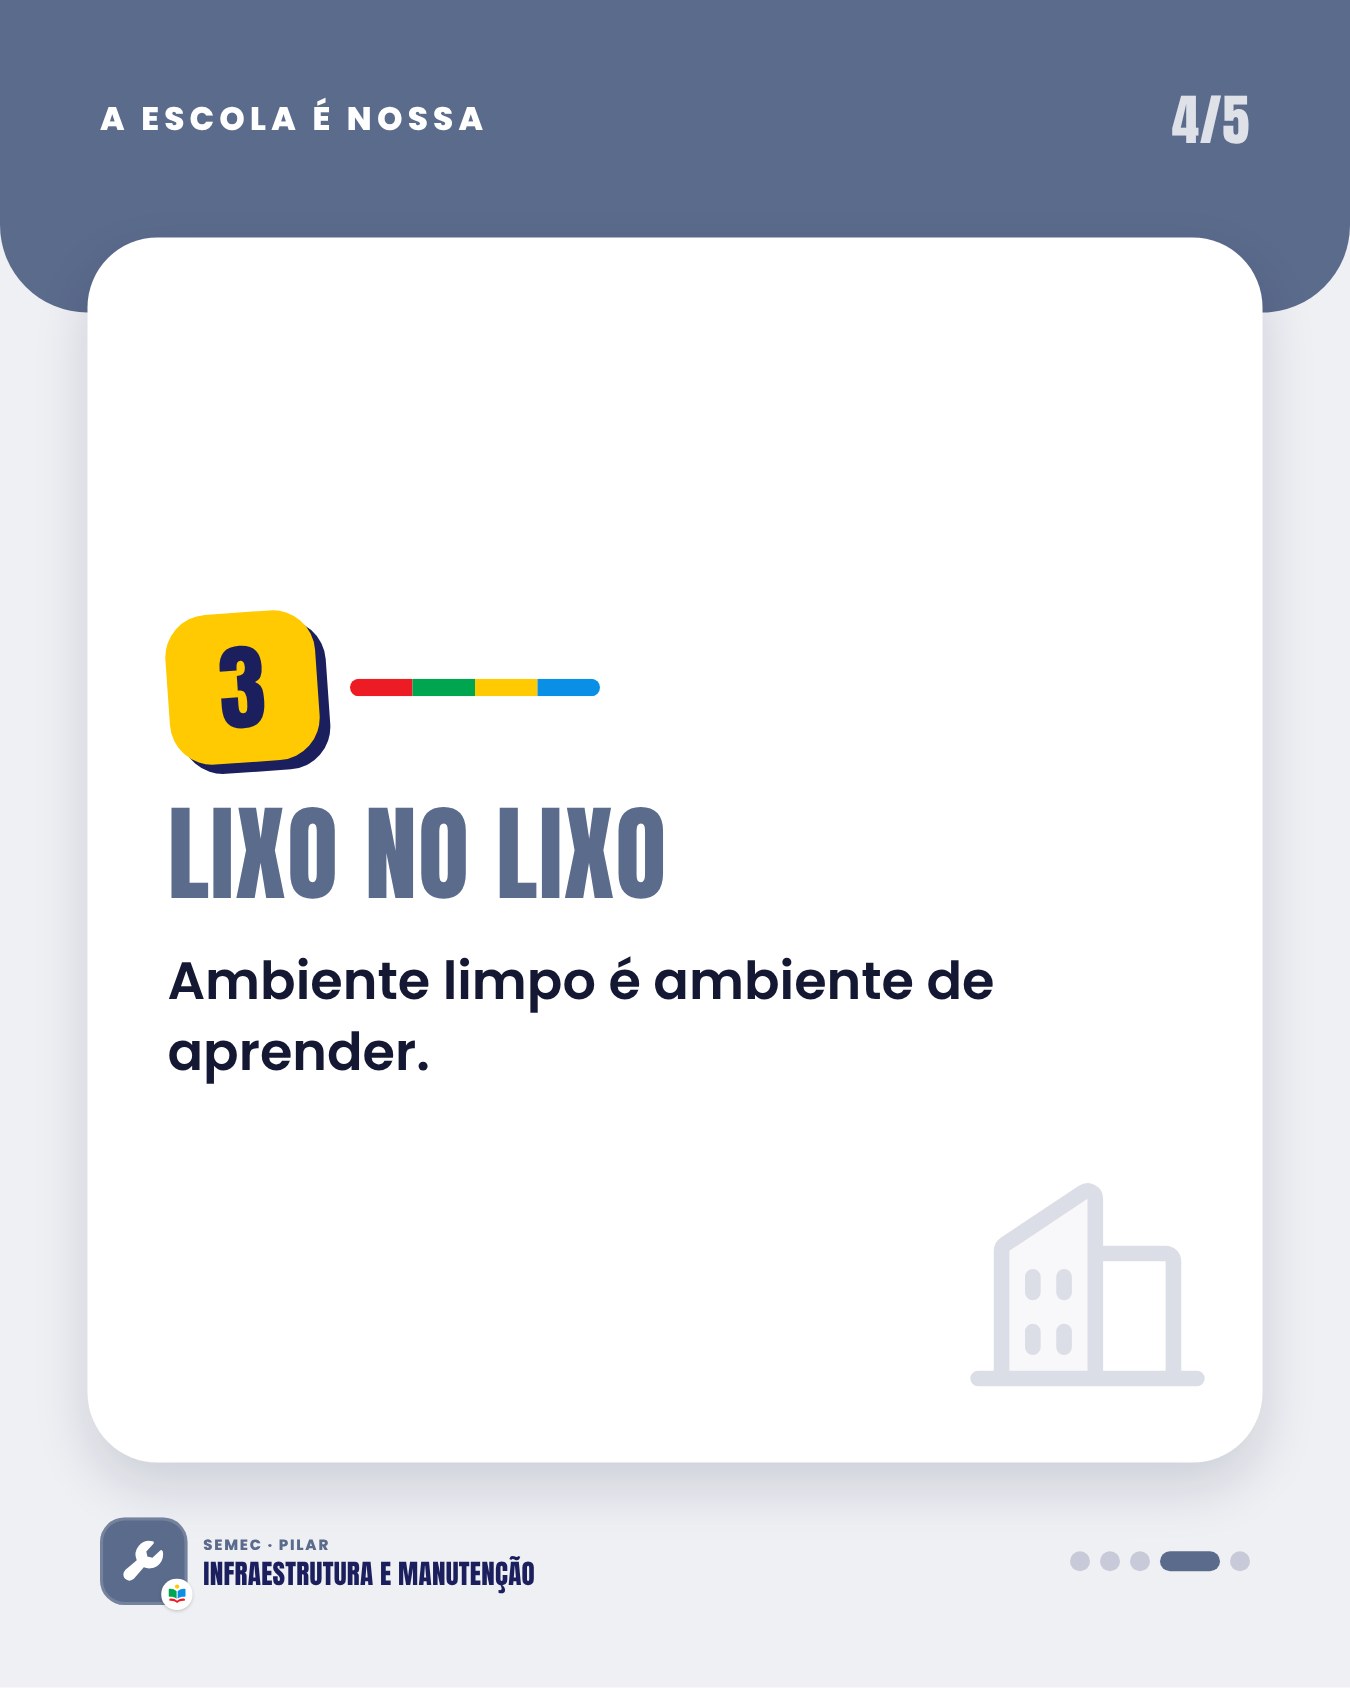 A ESCOLA É NOSSA
4/5
3
LIXO NO LIXO
Ambiente limpo é ambiente de
aprender.
SEMEC · PILAR
INFRAESTRUTURA E MANUTENÇÃO